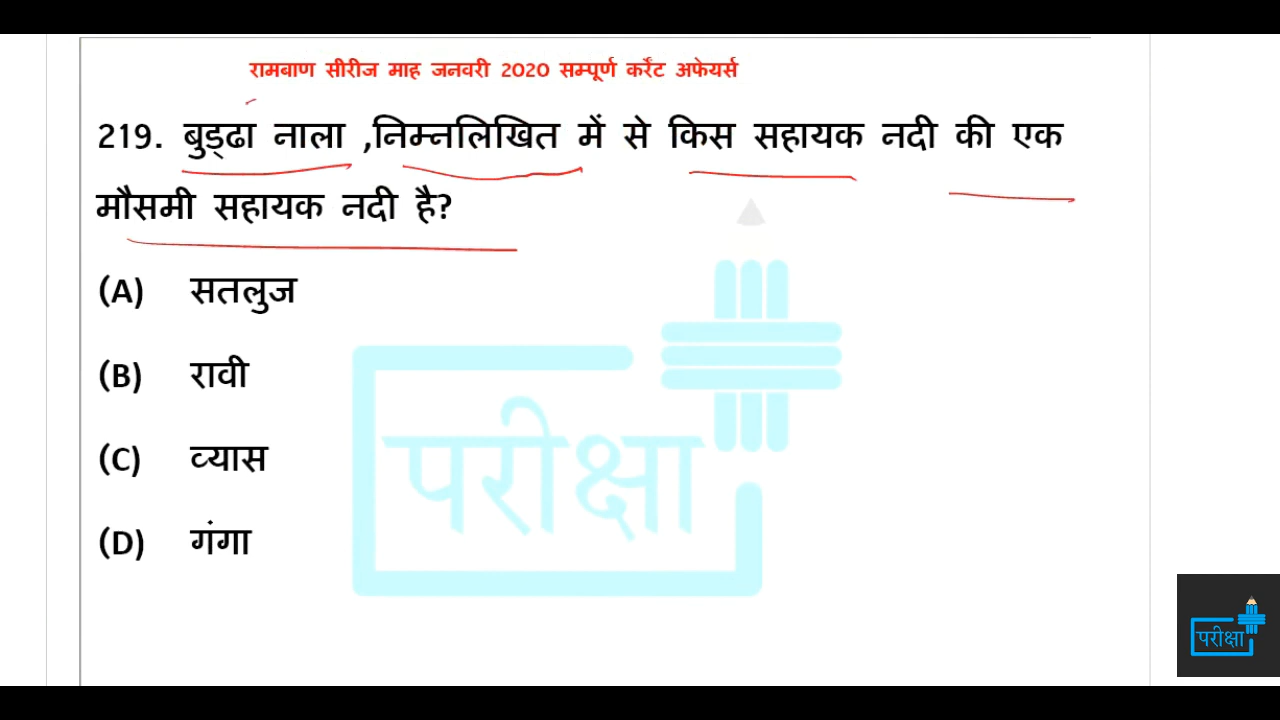 रामबाण सीरीज माह जनवरी 2020 सम्पूर्ण कर्रेंट अफेयर्स
219. बुड्ढा नाला ,निम्नलिखित में से किस सहायक नदी की एक
मौसमी सहायक नदी है?
(A) सतलुज
(B) रावी
(C) व्यास
(D) गंगा
परीक्षा
परीक्षा